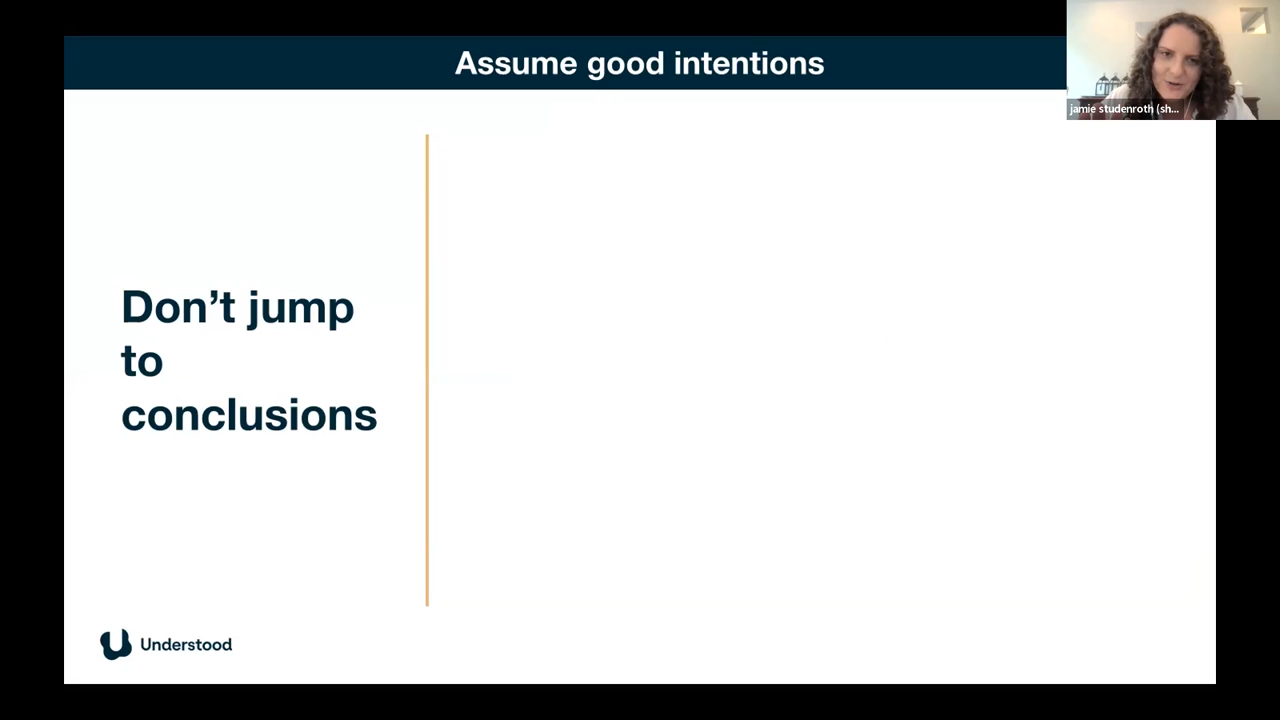 Assume good intentions
jamie studenroth (sh...
Don’t jump
to
conclusions
Understood